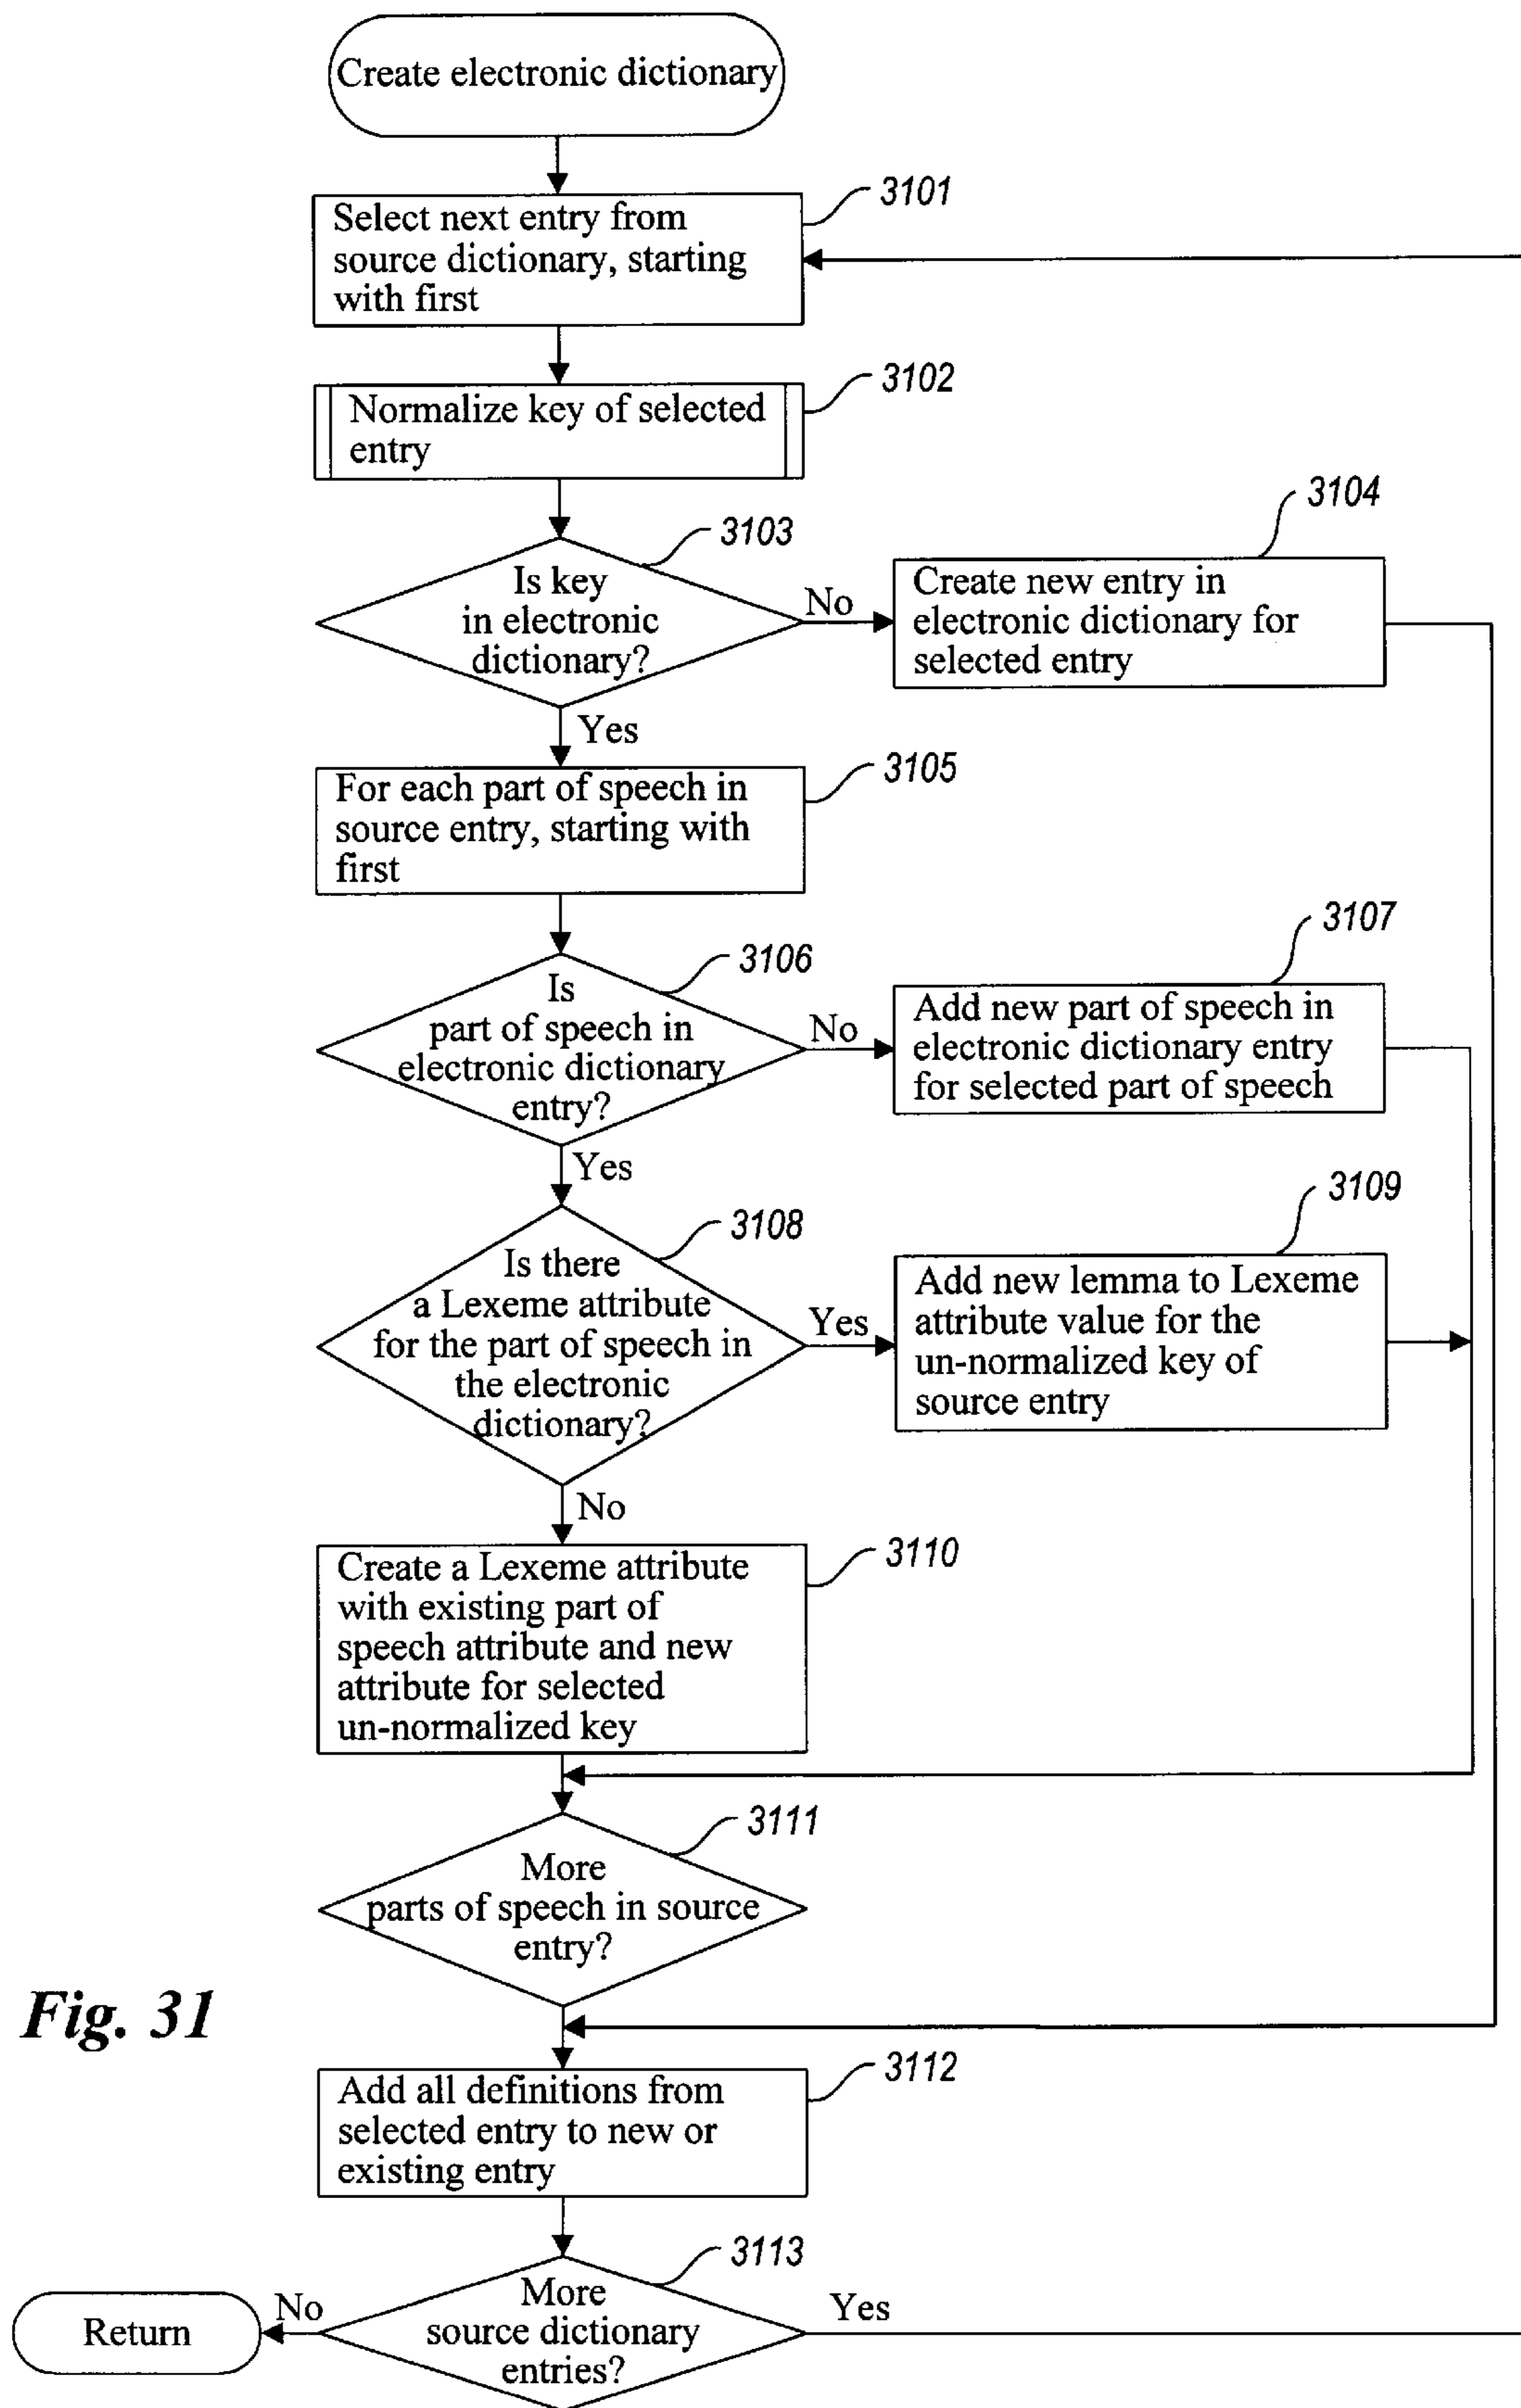 Create electronic dictionary
3101
Select next entry from
source dictionary, starting
with first
3102
Normalize key of selected
entry
3103
Is key
in electronic
dictionary?
No
3104
Create new entry in
electronic dictionary for
selected entry
Yes
3105
For each part of speech in
source entry, starting with
first
3106
Is
part of speech in
electronic dictionary
entry?
No
3107
Add new part of speech in
electronic dictionary entry
for selected part of speech
Yes
3108
Is there
a Lexeme attribute
for the part of speech in
the electronic
dictionary?
Yes
3109
Add new lemma to Lexeme
attribute value for the
un-normalized key of
source entry
No
3110
Create a Lexeme attribute
with existing part of
speech attribute and new
attribute for selected
un-normalized key
3111
More
parts of speech in source
entry?
Fig. 31
3112
Add all definitions from
selected entry to new or
existing entry
3113
More
source dictionary
entries?
No
Return
Yes